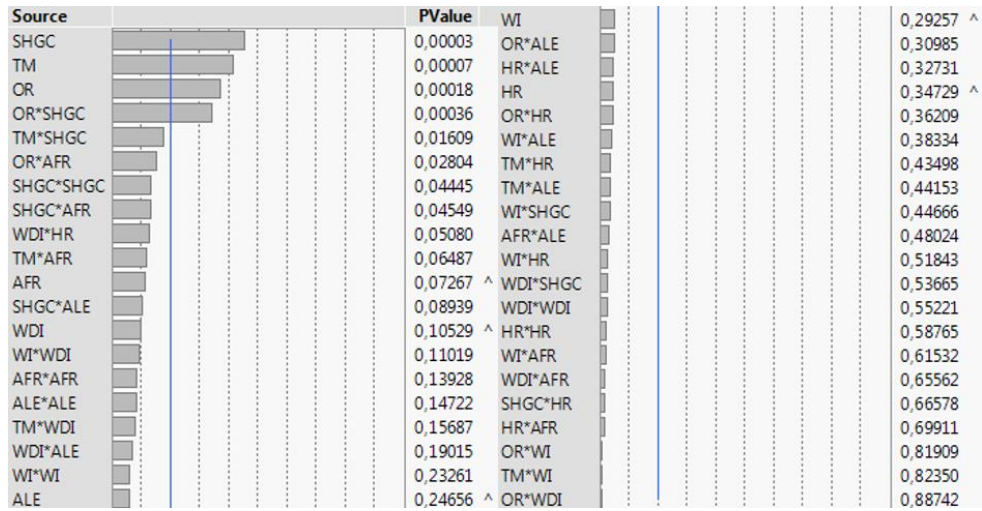 Source PValue
SHGC 0,00003
TM 0,00007
OR 0,00018
OR*SHGC 0,00036
TM*SHGC 0,01609
OR*AFR 0,02804
SHGC*SHGC 0,04445
SHGC*AFR 0,04549
WDI*HR 0,05080
TM*AFR 0,06487
AFR 0,07267 ^
SHGC*ALE 0,08939
WDI 0,10529 ^
WI*WDI 0,11019
AFR*AFR 0,13928
ALE*ALE 0,14722
TM*WDI 0,15687
WDI*ALE 0,19015
WI*WI 0,23261
ALE 0,24656 ^
WI 0,29257 ^
OR*ALE 0,30985
HR*ALE 0,32731
HR 0,34729 ^
OR*HR 0,36209
WI*ALE 0,38334
TM*HR 0,43498
TM*ALE 0,44153
WI*SHGC 0,44666
AFR*ALE 0,48024
WI*HR 0,51843
WDI*SHGC 0,53665
WDI*WDI 0,55221
HR*HR 0,58765
WI*AFR 0,61532
WDI*AFR 0,65562
SHGC*HR 0,66578
HR*AFR 0,69911
OR*WI 0,81909
TM*WI 0,82350
OR*WDI 0,88742